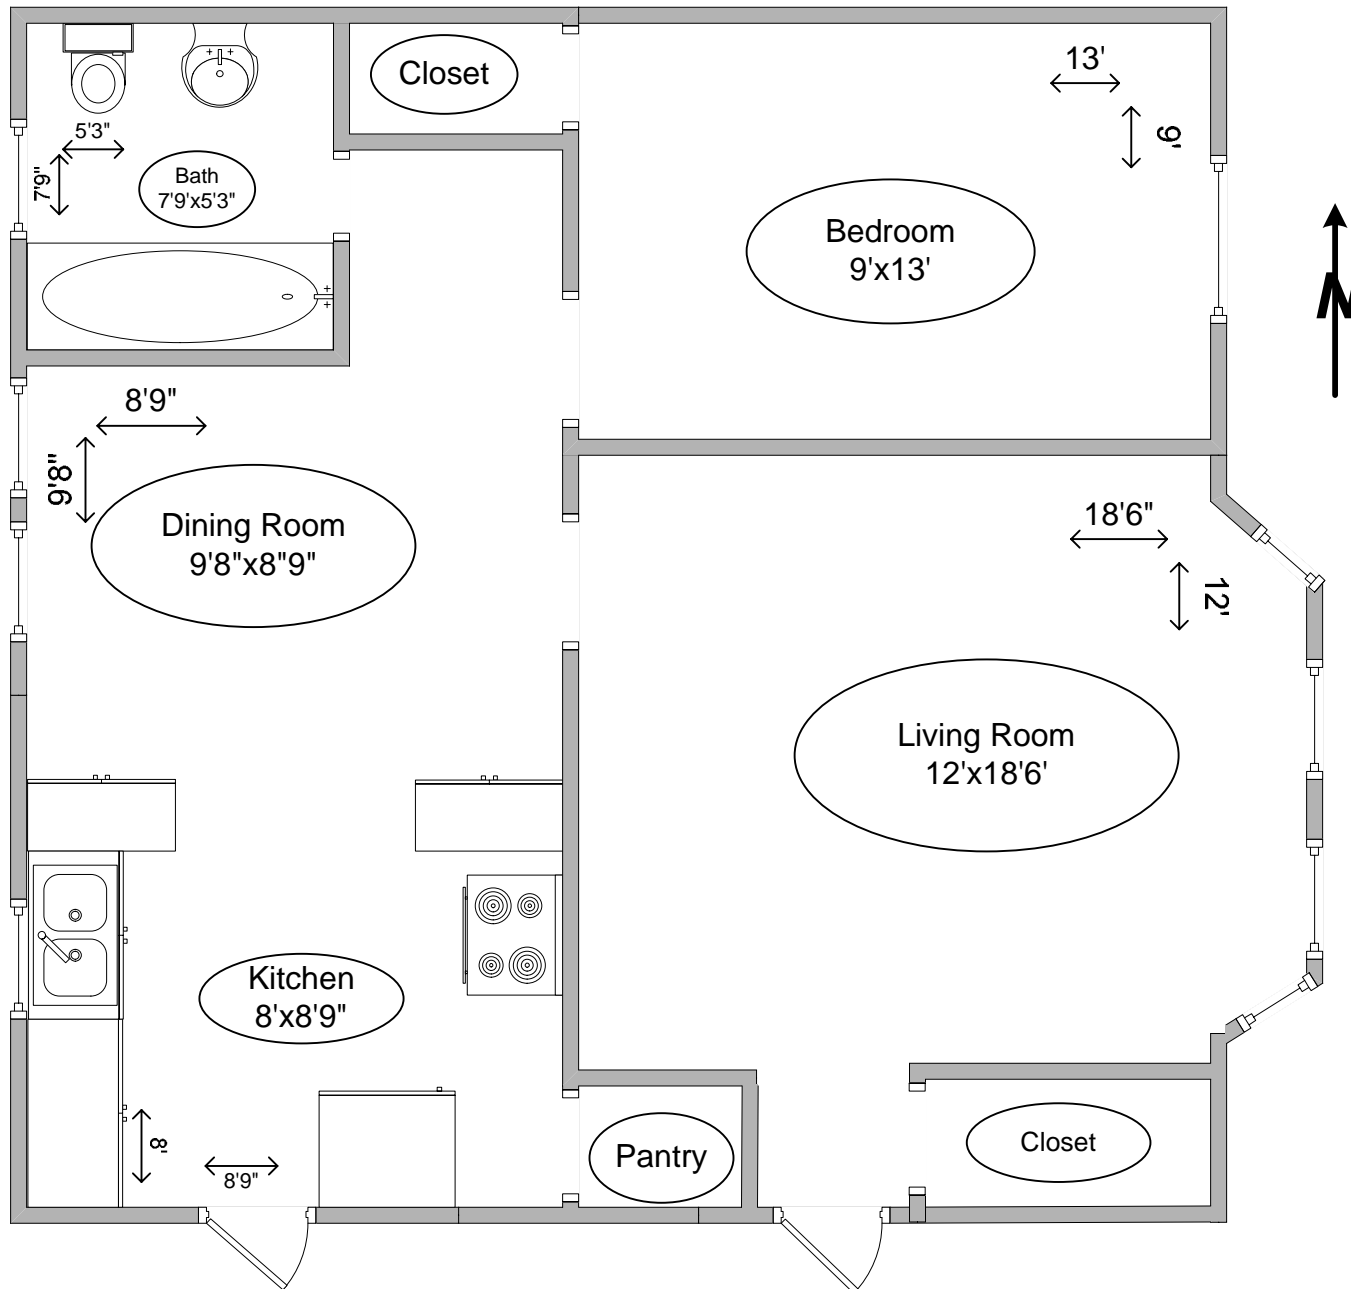 Closet
13'
9'
5'3"
7'9"
Bath
7'9'x5'3"
Bedroom
9'x13'
N
8'9"
9'8"
Dining Room
9'8"x8"9"
18'6"
12'
Living Room
12'x18'6'
Kitchen
8'x8'9"
8'
8'9"
Pantry
Closet